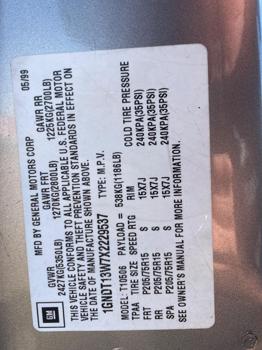 MFD BY GENERAL MOTORS CORP
05/99
GVWR GAWR FRT GAWR RR
2427KG(5350LB) 1270KG(2800LB) 1225KG(2700LB)
THIS VEHICLE CONFORMS TO ALL APPLICABLE U.S. FEDERAL MOTOR
VEHICLE SAFETY AND THEFT PREVENTION STANDARDS IN EFFECT ON
THE DATE OF MANUFACTURE SHOWN ABOVE.
1GNDT13W7X2229537 TYPE: M.P.V.
MODEL: T10506 PAYLOAD = 538KG(1186LB)
TPAA TIRE SIZE SPEED RTG RIM COLD TIRE PRESSURE
FRT P205/75R15 S 15X7J 240KPA(35PSI)
RR P205/75R15 S 15X7J 240KPA(35PSI)
SPA P205/75R15 S 15X7J 240KPA(35PSI)
SEE OWNER'S MANUAL FOR MORE INFORMATION.
GM